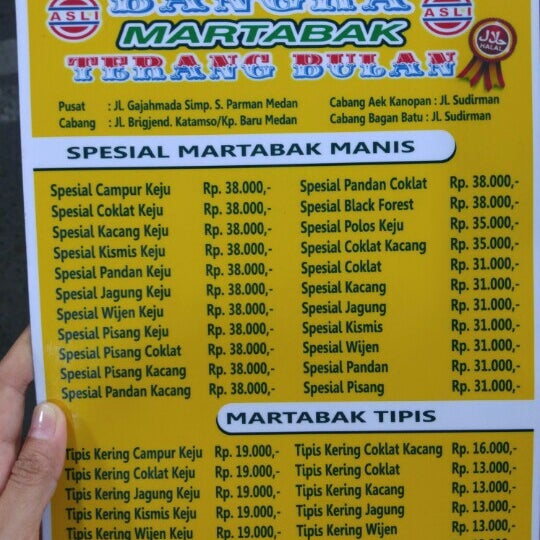 BANGKA
ASLI
ASLI
MARTABAK
HALAL
TERANG BULAN
Pusat : Jl. Gajahmada Simp. S. Parman Medan
Cabang : Jl. Brigjend. Katamso/Kp. Baru Medan
Cabang Aek Kanopan : Jl. Sudirman
Cabang Bagan Batu : Jl. Sudirman
SPESIAL MARTABAK MANIS
Spesial Campur Keju Rp. 38.000,-
Spesial Coklat Keju Rp. 38.000,-
Spesial Kacang Keju Rp. 38.000,-
Spesial Kismis Keju Rp. 38.000,-
Spesial Pandan Keju Rp. 38.000,-
Spesial Jagung Keju Rp. 38.000,-
Spesial Wijen Keju Rp. 38.000,-
Spesial Pisang Keju Rp. 38.000,-
Spesial Pisang Coklat Rp. 38.000,-
Spesial Pisang Kacang Rp. 38.000,-
Spesial Pandan Kacang Rp. 38.000,-
Spesial Pandan Coklat Rp. 38.000,-
Spesial Black Forest Rp. 38.000,-
Spesial Polos Keju Rp. 35.000,-
Spesial Coklat Kacang Rp. 35.000,-
Spesial Coklat Rp. 31.000,-
Spesial Kacang Rp. 31.000,-
Spesial Jagung Rp. 31.000,-
Spesial Kismis Rp. 31.000,-
Spesial Wijen Rp. 31.000,-
Spesial Pandan Rp. 31.000,-
Spesial Pisang Rp. 31.000,-
MARTABAK TIPIS
Tipis Kering Campur Keju Rp. 19.000,-
Tipis Kering Coklat Keju Rp. 19.000,-
Tipis Kering Jagung Keju Rp. 19.000,-
Tipis Kering Kismis Keju Rp. 19.000,-
Tipis Kering Wijen Keju Rp. 19.000,-
Tipis Kering Coklat Kacang Rp. 16.000,-
Tipis Kering Coklat Rp. 13.000,-
Tipis Kering Kacang Rp. 13.000,-
Tipis Kering Jagung Rp. 13.000,-
Tipis Kering Wijen Rp. 13.000,-